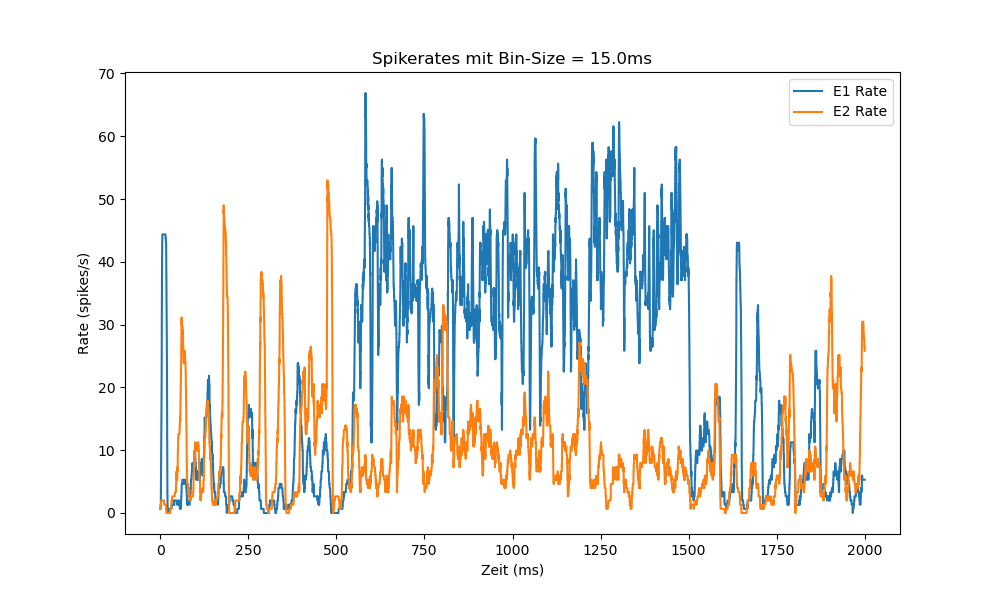 Spikerates mit Bin-Size = 15.0ms
E1 Rate
E2 Rate
Rate (spikes/s)
70
60
50
40
30
20
10
0
0 250 500 750 1000 1250 1500 1750 2000
Zeit (ms)